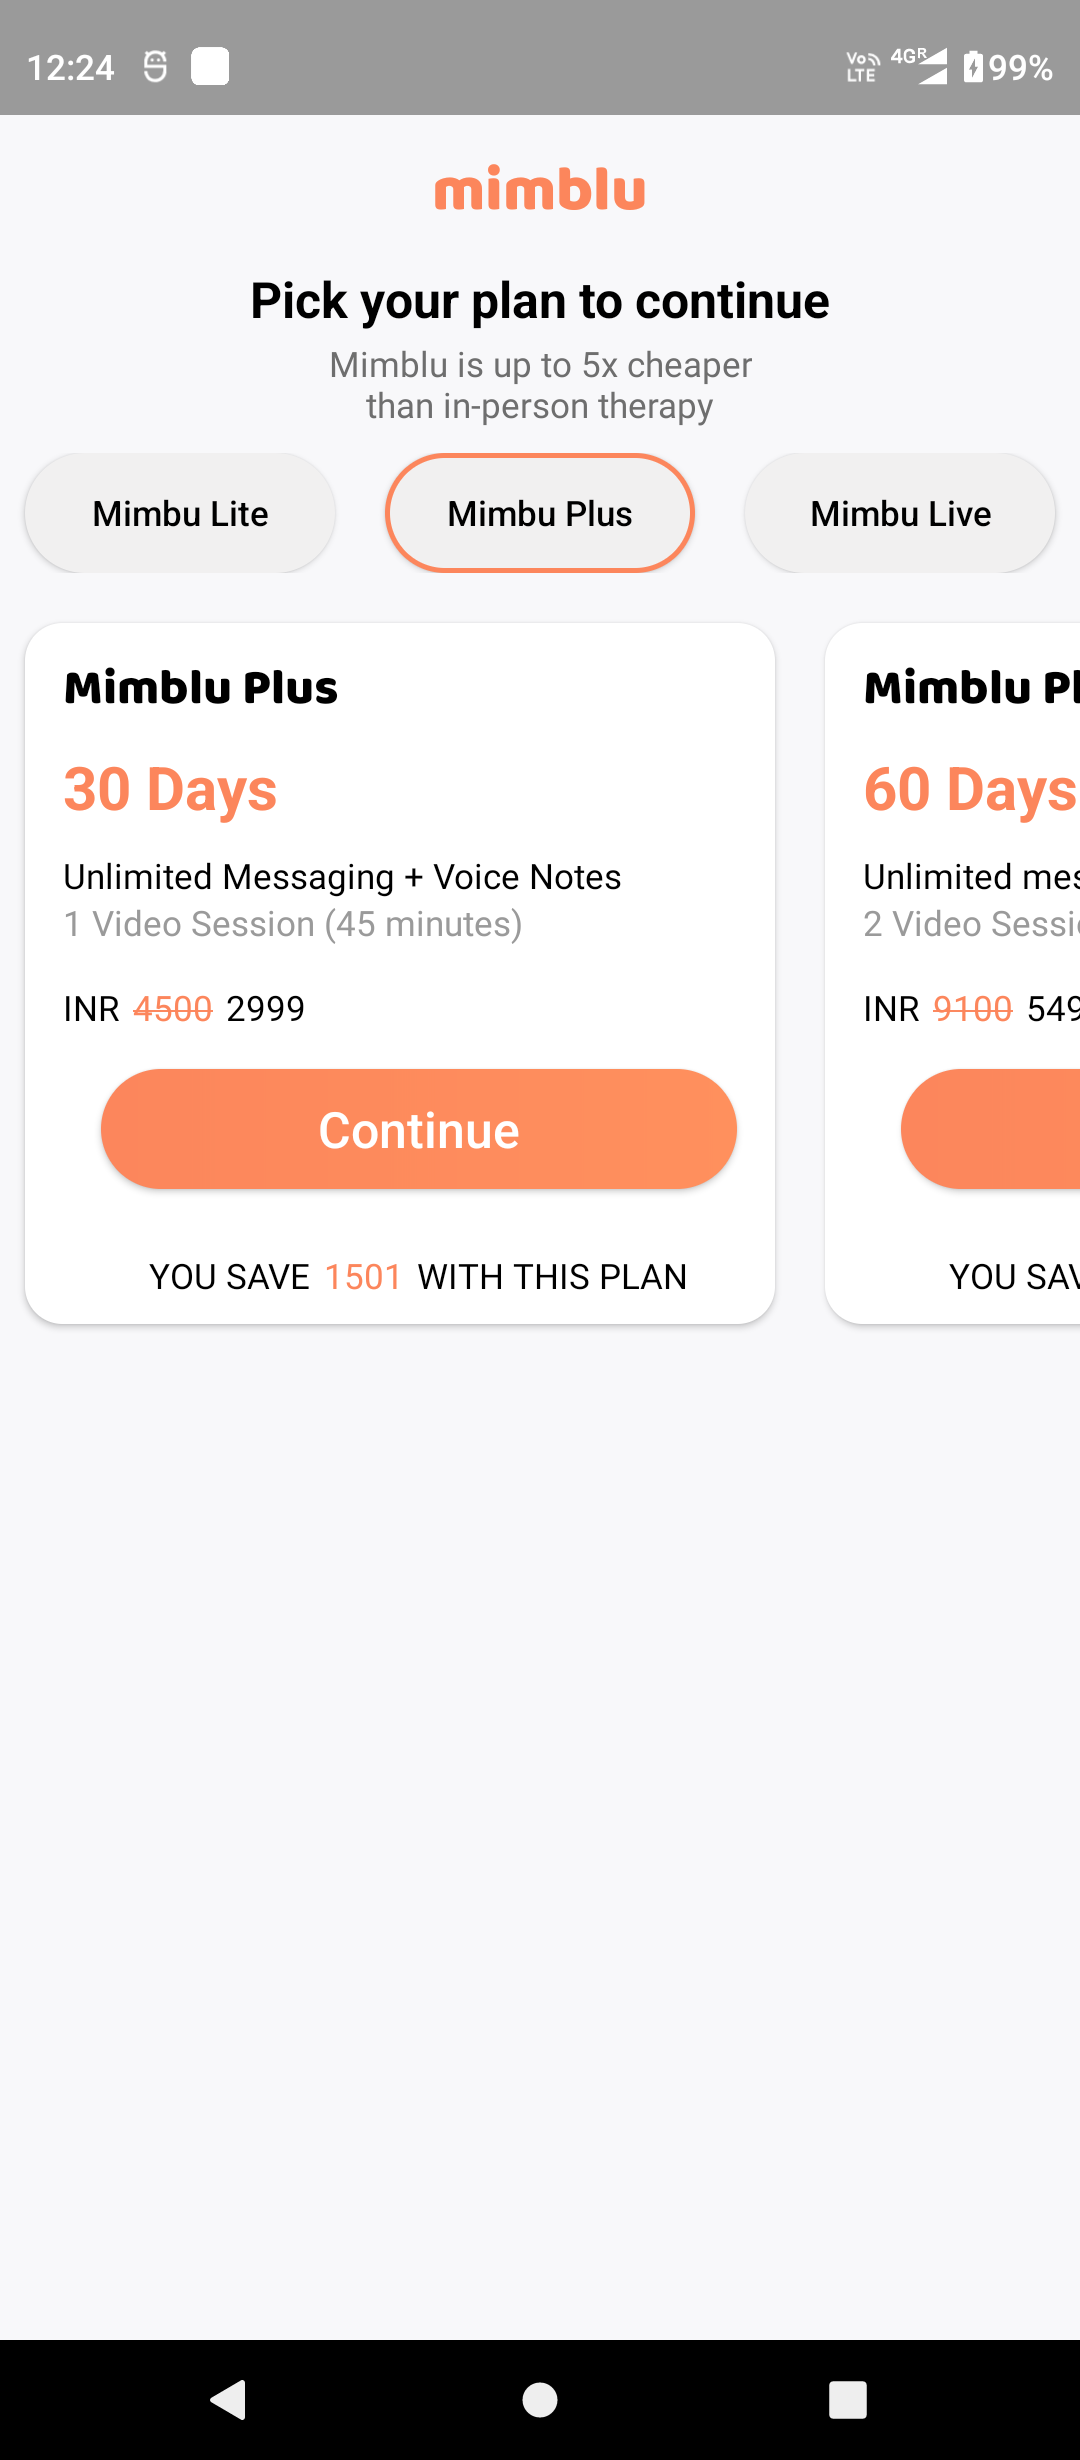 12:24
Vo LTE 4G R 99%
mimblu
Pick your plan to continue
Mimblu is up to 5x cheaper
than in-person therapy
Mimbu Lite
Mimbu Plus
Mimbu Live
Mimblu Plus
30 Days
Unlimited Messaging + Voice Notes
1 Video Session (45 minutes)
INR 4500 2999
Continue
YOU SAVE 1501 WITH THIS PLAN
Mimblu Pl
60 Days
Unlimited mes
2 Video Sessi
INR 9100 549
YOU SAV